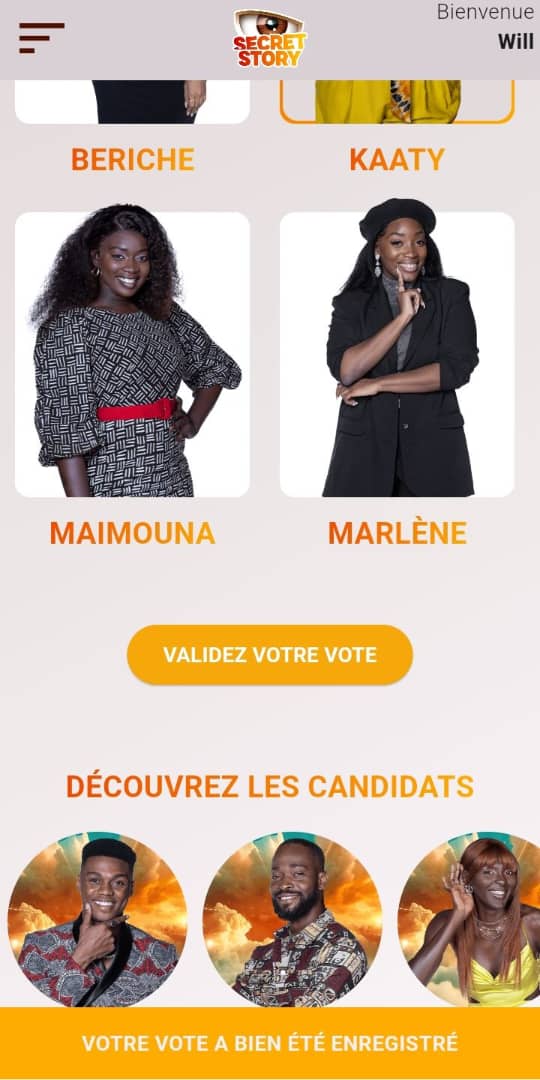 Bienvenue
SECRET
STORY
Will
BERICHE
KAATY
MAIMOUNA
MARLÈNE
VALIDEZ VOTRE VOTE
DÉCOUVREZ LES CANDIDATS
VOTRE VOTE A BIEN ÉTÉ ENREGISTRÉ